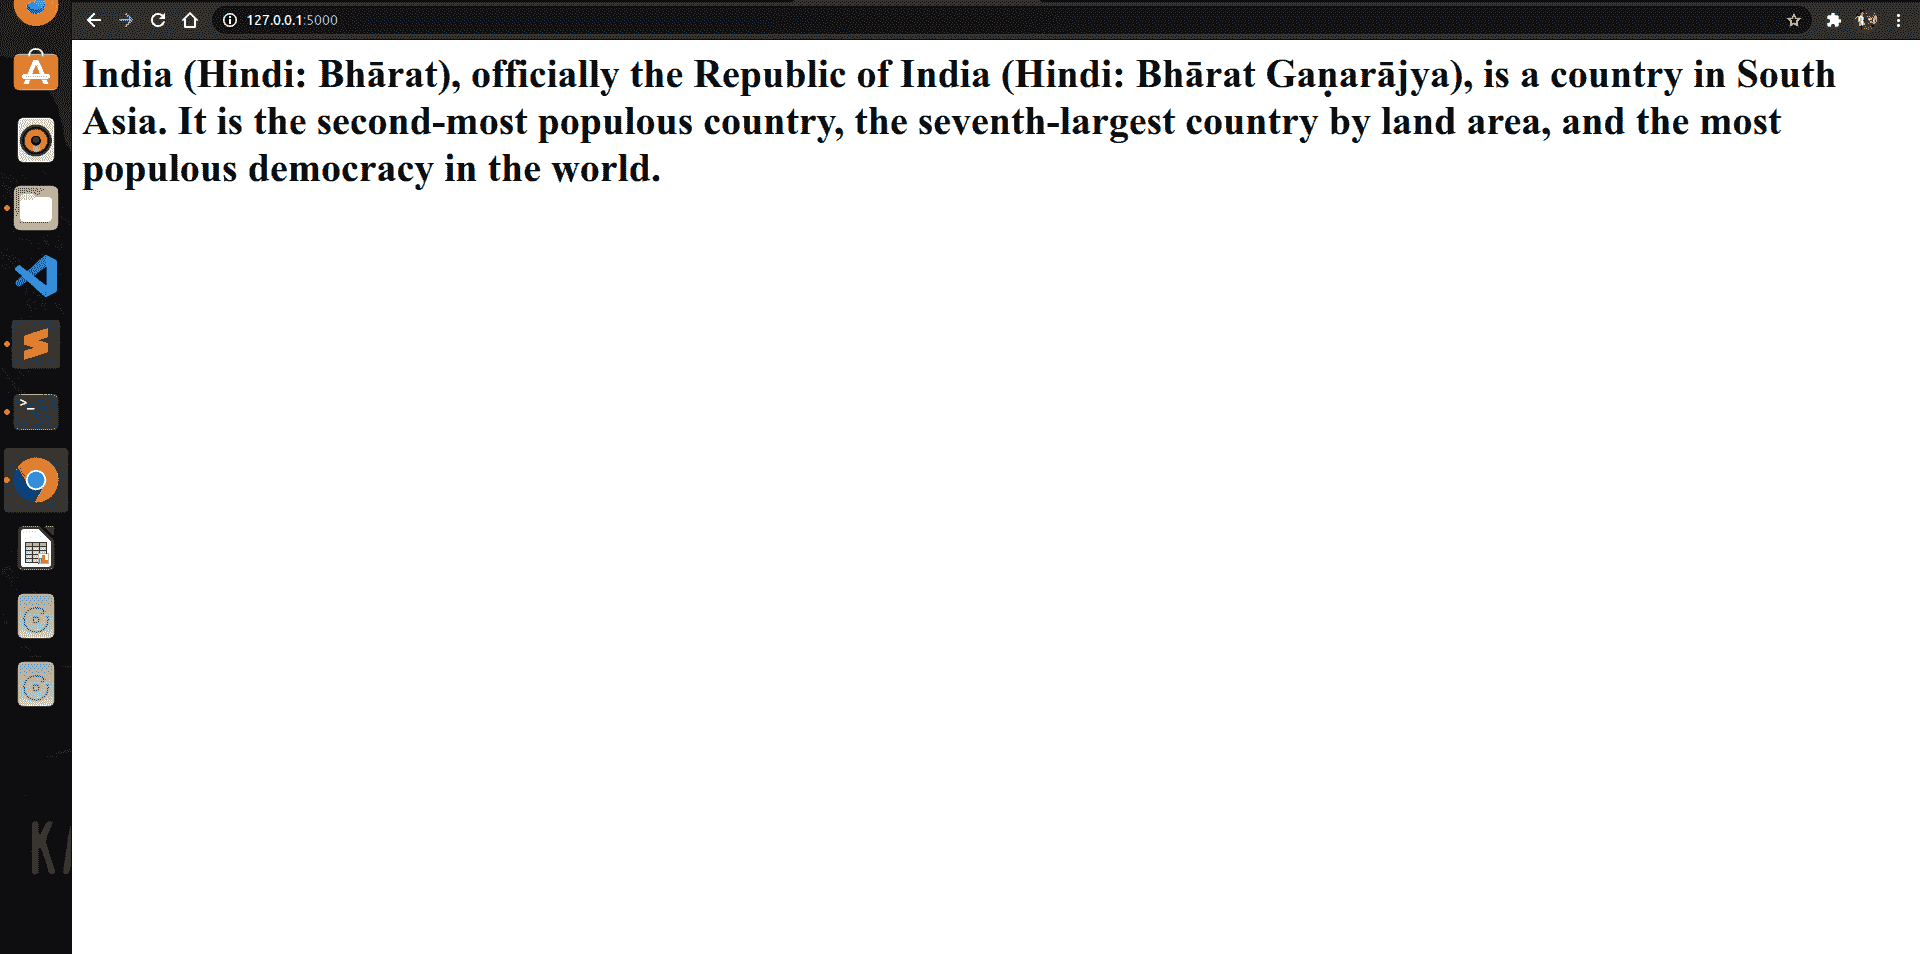 127.0.0.1:5000
India (Hindi: Bhārat), officially the Republic of India (Hindi: Bhārat Gaṇarājya), is a country in South
Asia. It is the second-most populous country, the seventh-largest country by land area, and the most
populous democracy in the world.